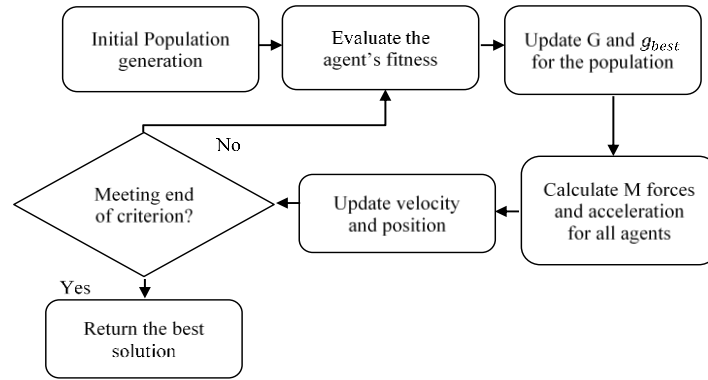 Initial Population
generation
Evaluate the
agent's fitness
Update G and g_best
for the population
No
Meeting end
of criterion?
Update velocity
and position
Calculate M forces
and acceleration
for all agents
Yes
Return the best
solution